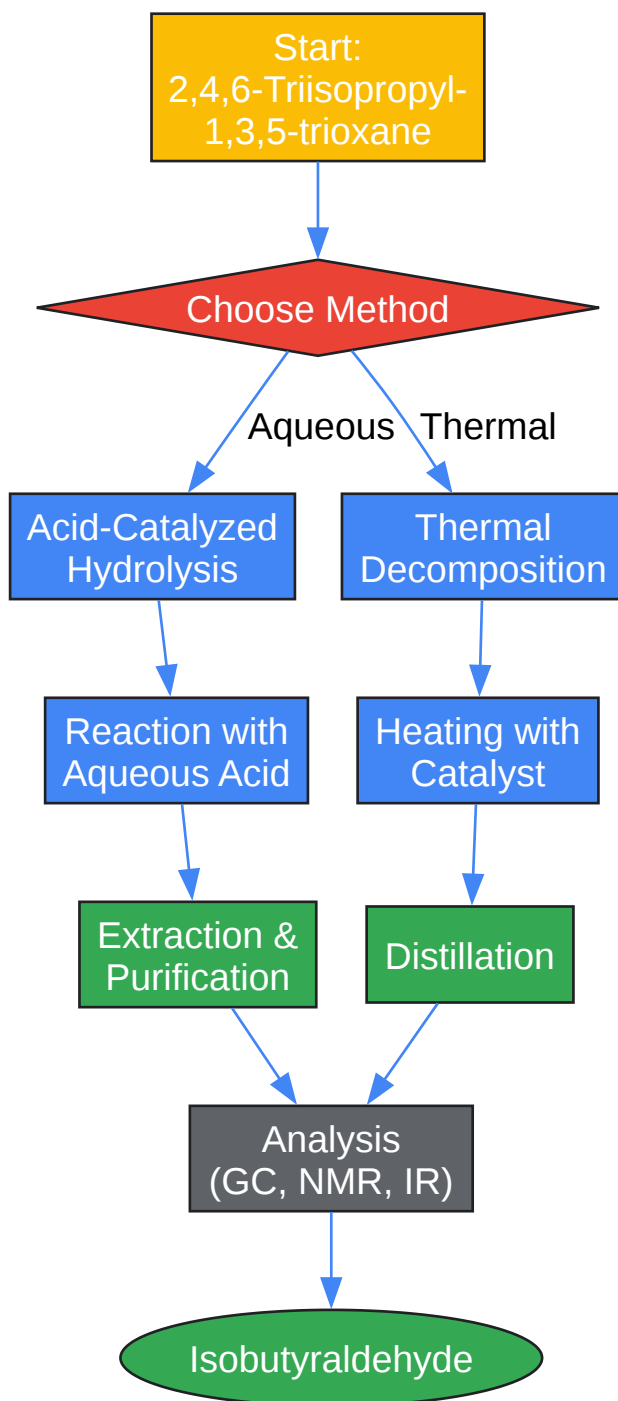 Start:
2,4,6-Triisopropyl-
1,3,5-trioxane
Choose Method
Aqueous
Thermal
Acid-Catalyzed
Hydrolysis
Thermal
Decomposition
Reaction with
Aqueous Acid
Heating with
Catalyst
Extraction &
Purification
Distillation
Analysis
(GC, NMR, IR)
Isobutyraldehyde